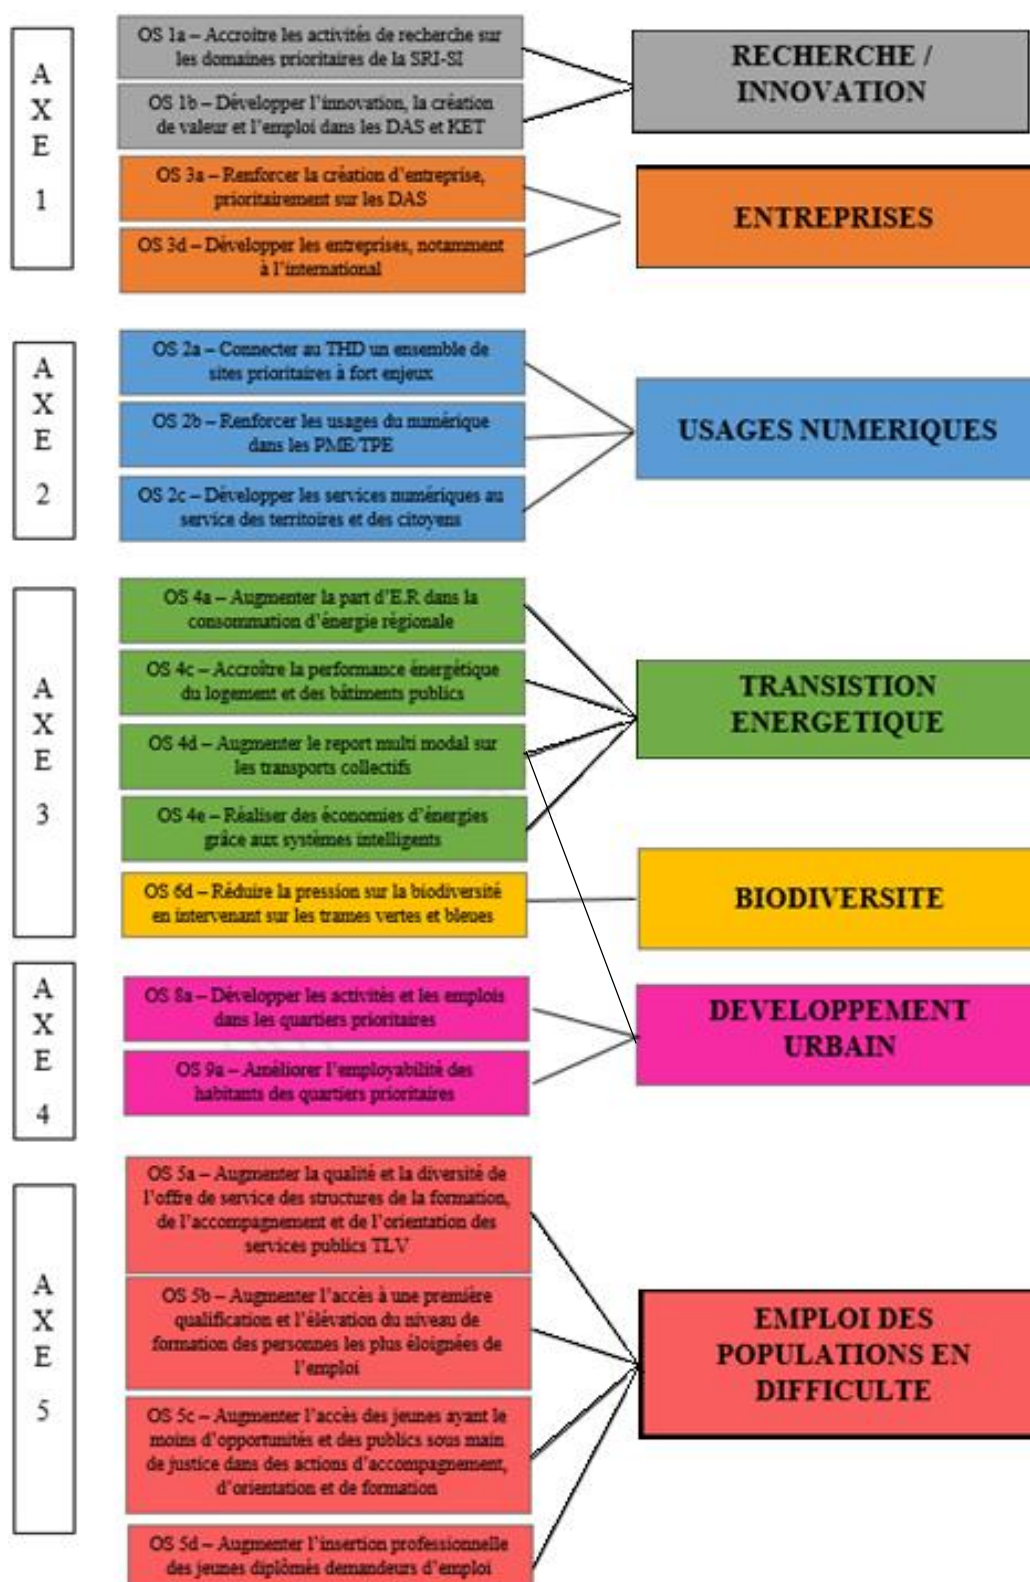 AXE 1
OS 1a – Accroitre les activités de recherche sur
les domaines prioritaires de la SRI-SI
OS 1b – Développer l'innovation, la création
de valeur et l'emploi dans les DAS et KET
RECHERCHE /
INNOVATION
OS 3a – Renforcer la création d'entreprise,
prioritairement sur les DAS
OS 3d – Développer les entreprises, notamment
à l'international
ENTREPRISES
AXE 2
OS 2a – Connecter au THD un ensemble de
sites prioritaires à fort enjeux
OS 2b – Renforcer les usages du numérique
dans les PME/TPE
OS 2c – Développer les services numériques au
service des territoires et des citoyens
USAGES NUMERIQUES
AXE 3
OS 4a – Augmenter la part d'E.R dans la
consommation d'énergie régionale
OS 4c – Accroître la performance énergétique
du logement et des bâtiments publics
OS 4d – Augmenter le report multi modal sur
les transports collectifs
OS 4e – Réaliser des économies d'énergies
grâce aux systèmes intelligents
TRANSISTION
ENERGETIQUE
OS 6d – Réduire la pression sur la biodiversité
en intervenant sur les trames vertes et bleues
BIODIVERSITE
AXE 4
OS 8a – Développer les activités et les emplois
dans les quartiers prioritaires
OS 9a – Améliorer l'employabilité des
habitants des quartiers prioritaires
DEVELOPPEMENT
URBAIN
AXE 5
OS 5a – Augmenter la qualité et la diversité de
l'offre de service des structures de la formation,
de l'accompagnement et de l'orientation des
services publics TLV
OS 5b – Augmenter l'accès à une première
qualification et l'élévation du niveau de
formation des personnes les plus éloignées de
l'emploi
OS 5c – Augmenter l'accès des jeunes ayant le
moins d'opportunités et des publics sous main
de justice dans des actions d'accompagnement,
d'orientation et de formation
OS 5d – Augmenter l'insertion professionnelle
des jeunes diplômés demandeurs d'emploi
EMPLOI DES
POPULATIONS EN
DIFFICULTE